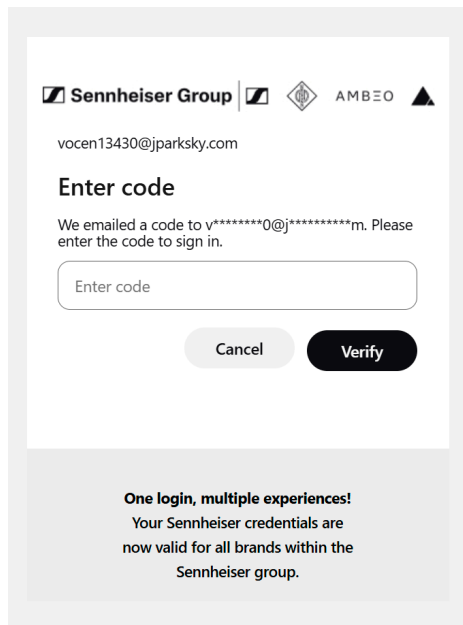 Sennheiser Group
AMBΞO
vocen13430@jparksky.com
Enter code
We emailed a code to v********0@j**********m. Please
enter the code to sign in.
Enter code
Cancel
Verify
One login, multiple experiences!
Your Sennheiser credentials are
now valid for all brands within the
Sennheiser group.